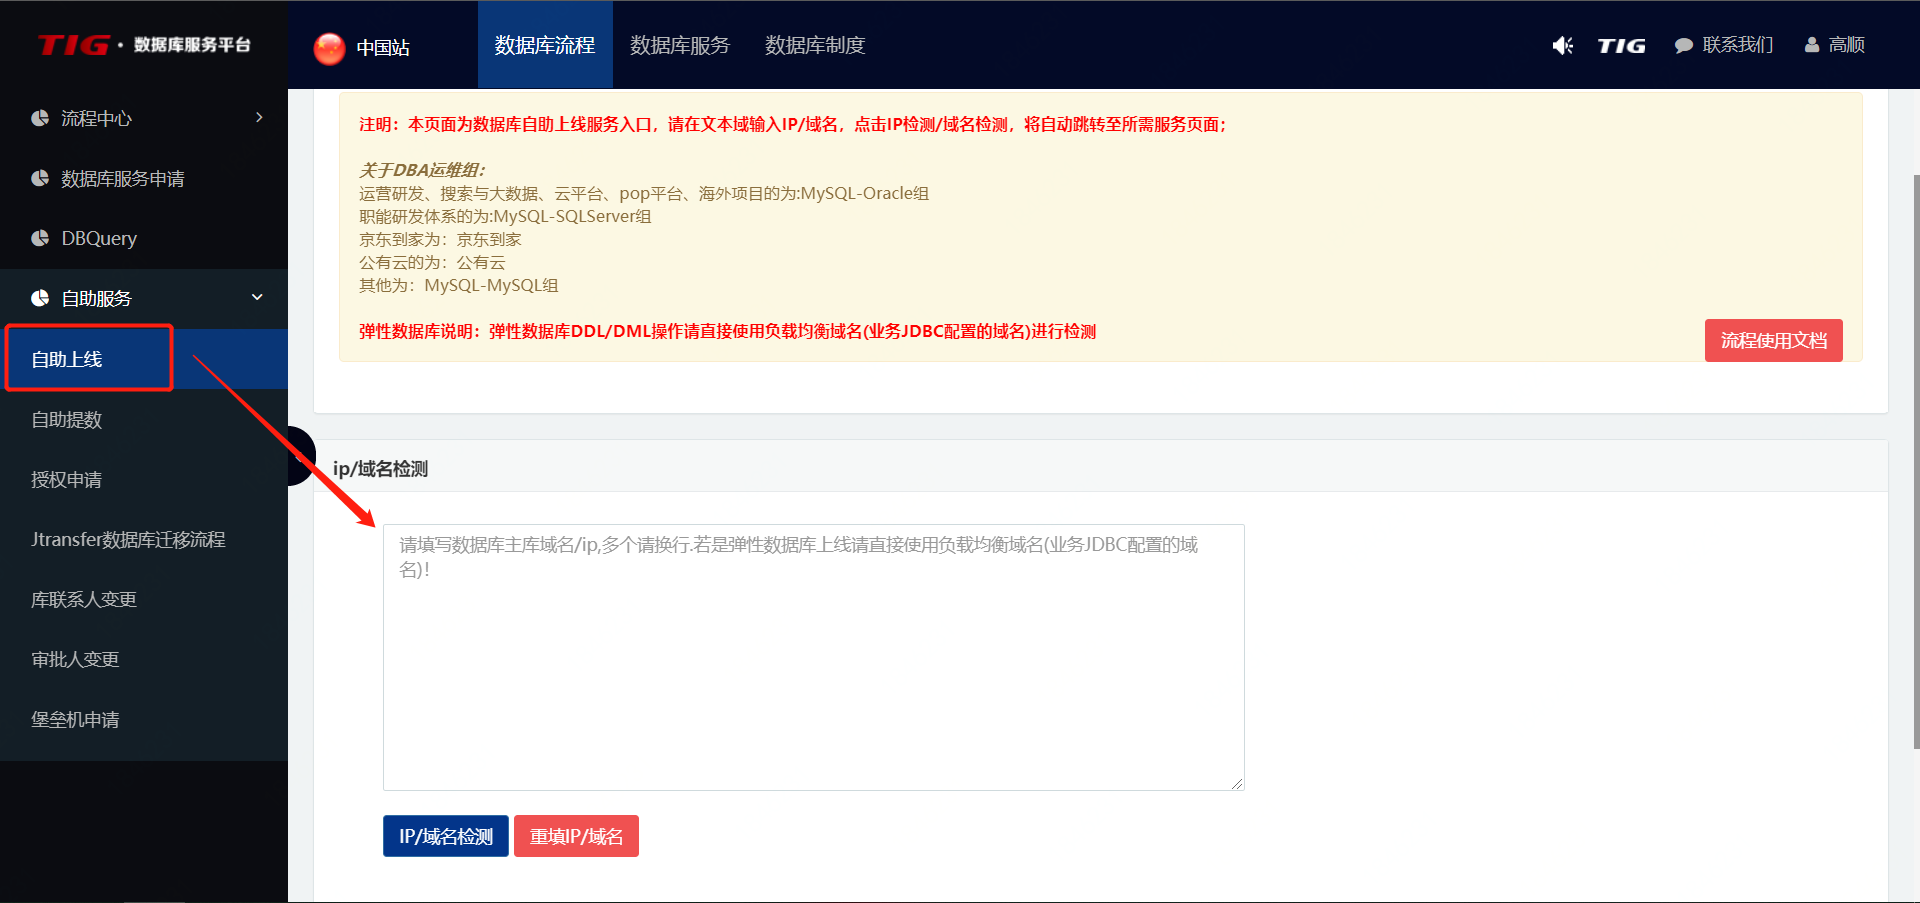 TIG · 数据库服务平台
中国站
数据库流程
数据库服务
数据库制度
TIG
联系我们
高顺
流程中心
数据库服务申请
DBQuery
自助服务
自助上线
自助提数
授权申请
Jtransfer数据库迁移流程
库联系人变更
审批人变更
堡垒机申请
注明：本页面为数据库自助上线服务入口，请在文本域输入IP/域名，点击IP检测/域名检测，将自动跳转至所需服务页面；
关于DBA运维组：
运营研发、搜索与大数据、云平台、pop平台、海外项目的为:MySQL-Oracle组
职能研发体系的为:MySQL-SQLServer组
京东到家为：京东到家
公有云的为：公有云
其他为：MySQL-MySQL组
弹性数据库说明：弹性数据库DDL/DML操作请直接使用负载均衡域名(业务JDBC配置的域名)进行检测
流程使用文档
ip/域名检测
请填写数据库主库域名/ip,多个请换行.若是弹性数据库上线请直接使用负载均衡域名(业务JDBC配置的域
名)！
IP/域名检测
重填IP/域名